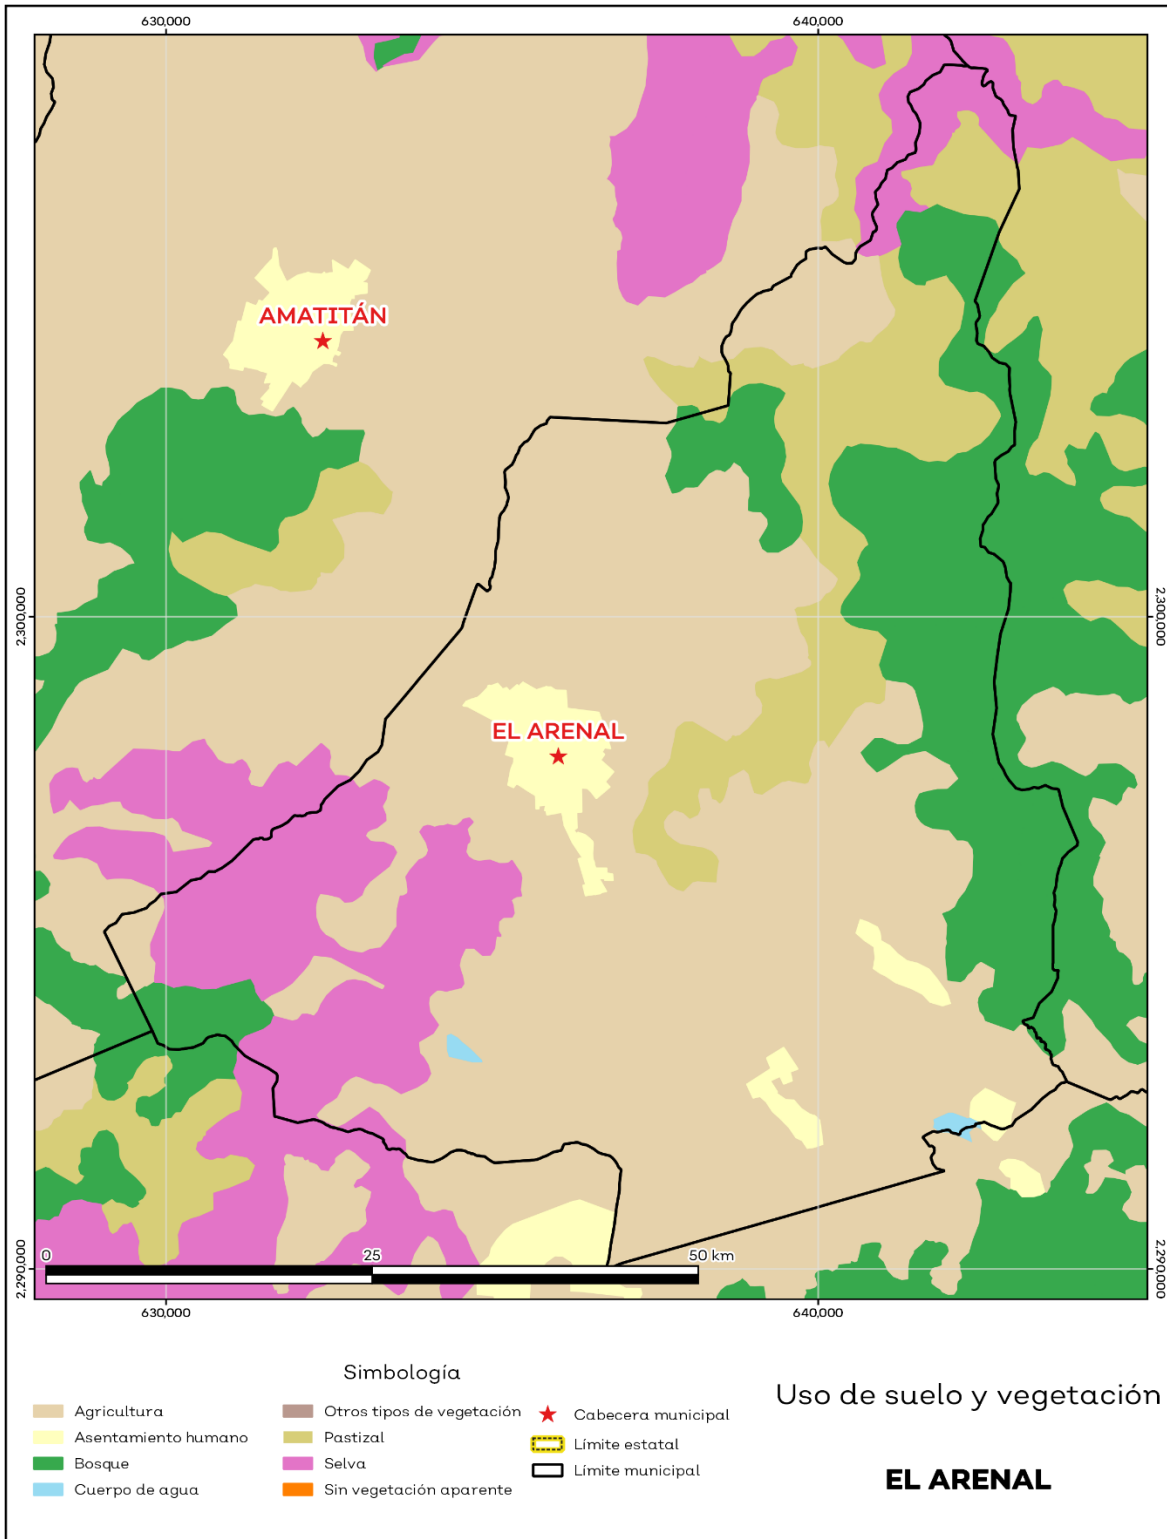 630,000 640,000
AMATITÁN
2,300,000 2,300,000
EL ARENAL
2,290,000 2,290,000
0 25 50 km
630,000 640,000
Simbología
Agricultura
Asentamiento humano
Bosque
Cuerpo de agua
Otros tipos de vegetación
Pastizal
Selva
Sin vegetación aparente
Cabecera municipal
Límite estatal
Límite municipal
Uso de suelo y vegetación
EL ARENAL